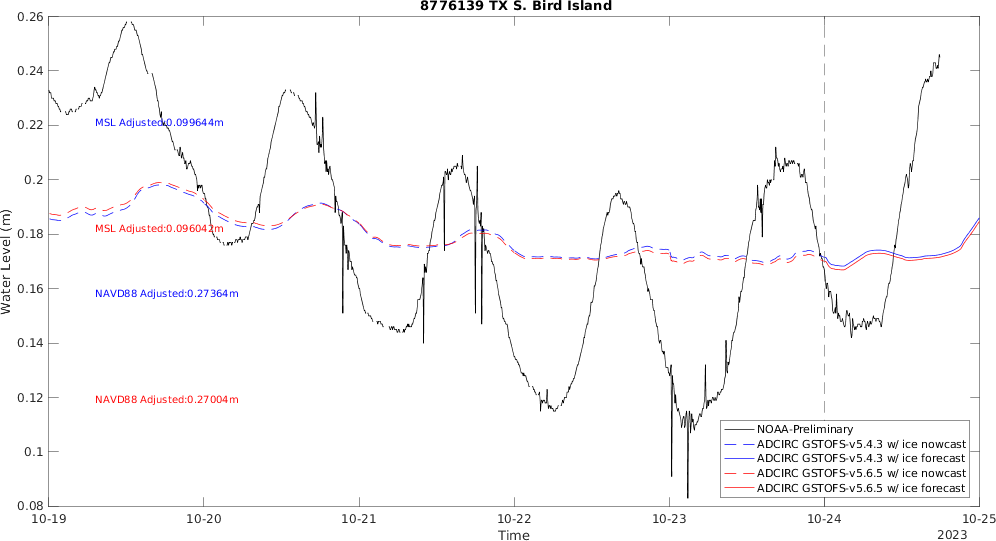 8776139 TX S. Bird Island
0.26
0.24
0.22
0.2
0.18
0.16
0.14
0.12
0.1
0.08
Water Level (m)
MSL Adjusted:0.099644m
MSL Adjusted:0.096042m
NAVD88 Adjusted:0.27364m
NAVD88 Adjusted:0.27004m
NOAA-Preliminary
ADCIRC GSTOFS-v5.4.3 w/ ice nowcast
ADCIRC GSTOFS-v5.4.3 w/ ice forecast
ADCIRC GSTOFS-v5.6.5 w/ ice nowcast
ADCIRC GSTOFS-v5.6.5 w/ ice forecast
10-19
10-20
10-21
10-22
10-23
10-24
10-25
Time
2023